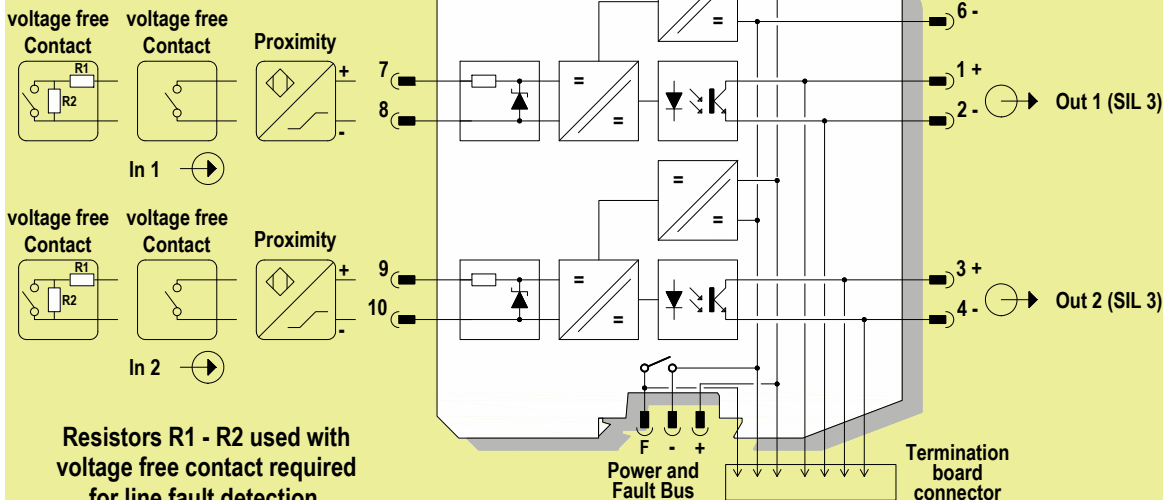 voltage free
Contact
voltage free
Contact
Proximity
R1
R2
+
-
7
8
In 1
=
=
=
6 -
1 +
2 -
Out 1 (SIL 3)
voltage free
Contact
voltage free
Contact
Proximity
R1
R2
+
-
9
10
In 2
=
=
=
=
3 +
4 -
Out 2 (SIL 3)
Resistors R1 - R2 used with
voltage free contact required
for line fault detection
F - +
Power and
Fault Bus
Termination
board
connector